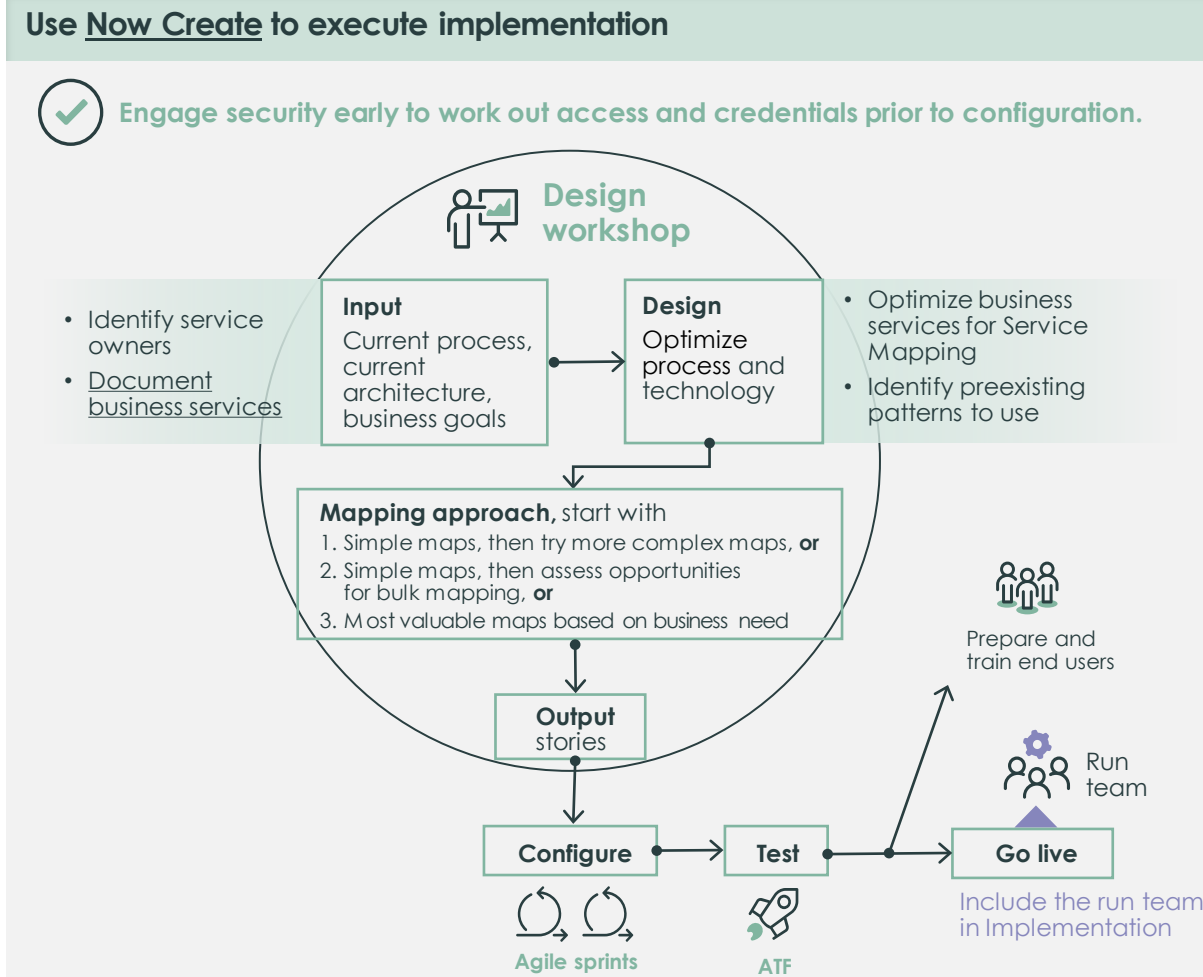 Use Now Create to execute implementation
Engage security early to work out access and credentials prior to configuration.
Design
workshop
• Identify service
owners
• Document
business services
Input
Current process,
current
architecture,
business goals
Design
Optimize
process and
technology
• Optimize business
services for Service
Mapping
• Identify preexisting
patterns to use
Mapping approach, start with
1. Simple maps, then try more complex maps, or
2. Simple maps, then assess opportunities
for bulk mapping, or
3. Most valuable maps based on business need
Output
stories
Prepare and
train end users
Run
team
Configure
Test
Go live
Agile sprints
ATF
Include the run team
in Implementation